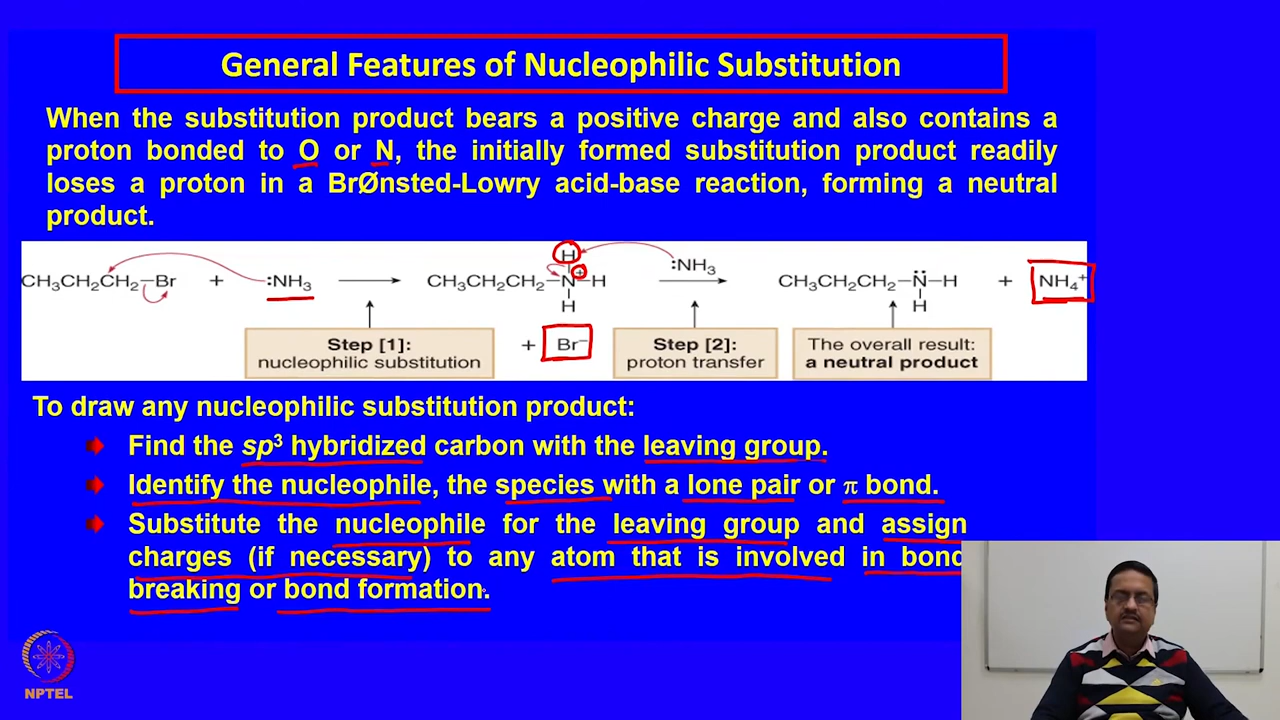 General Features of Nucleophilic Substitution
When the substitution product bears a positive charge and also contains a
proton bonded to O or N, the initially formed substitution product readily
loses a proton in a BrØnsted-Lowry acid-base reaction, forming a neutral
product.
H
CH₃CH₂CH₂—Br + :NH₃ CH₃CH₂CH₂—N⁺—H :NH₃ CH₃CH₂CH₂—N̈—H + NH₄⁺
H H
Step [1]: + Br⁻ Step [2]: The overall result:
nucleophilic substitution proton transfer a neutral product
To draw any nucleophilic substitution product:
Find the sp³ hybridized carbon with the leaving group.
Identify the nucleophile, the species with a lone pair or π bond.
Substitute the nucleophile for the leaving group and assign
charges (if necessary) to any atom that is involved in bond
breaking or bond formation.
NPTEL